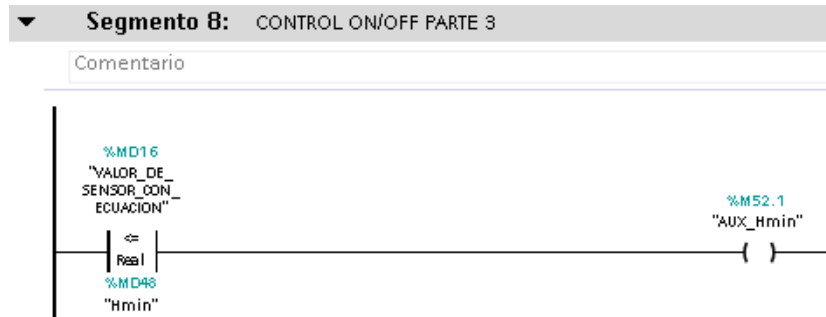 Segmento 8: CONTROL ON/OFF PARTE 3
Comentario
%MD16
"VALOR_DE_
SENSOR_CON_
ECUACION"
%M52.1
"AUX_Hmin"
<=
Real
%MD48
"Hmin"